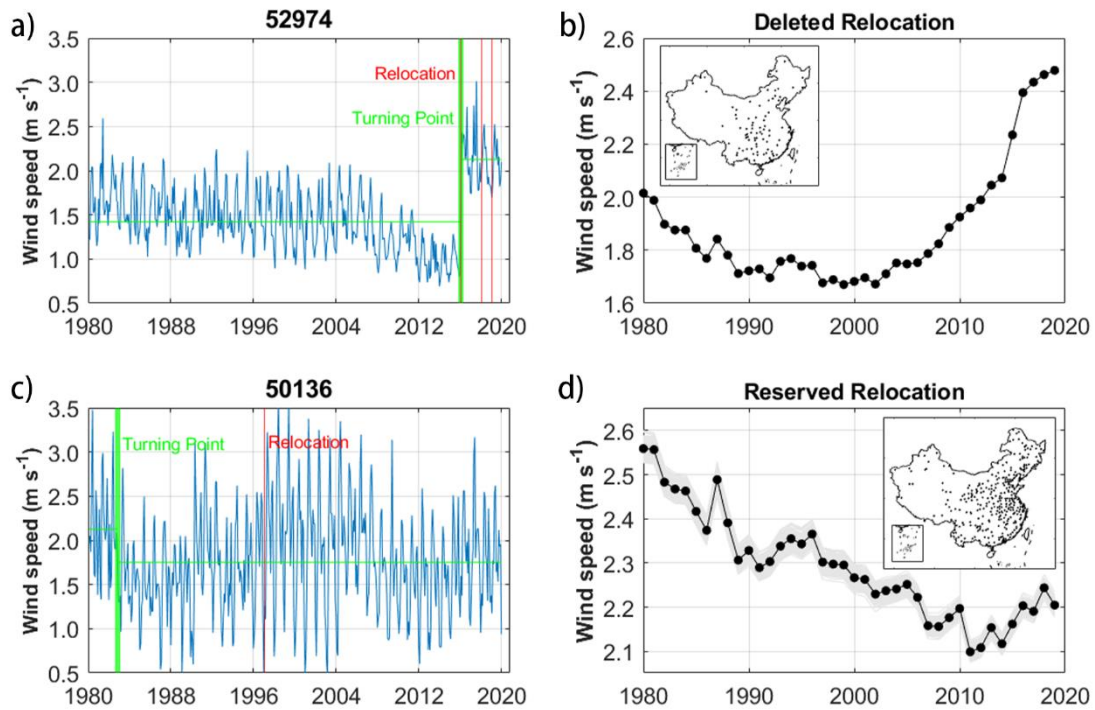 a)
52974
3.5
3.0
2.5
2.0
1.5
1.0
0.5
Wind speed (m s⁻¹)
Relocation
Turning Point
1980 1988 1996 2004 2012 2020
b)
Deleted Relocation
2.6
2.4
2.2
2.0
1.8
1.6
Wind speed (m s⁻¹)
1980 1990 2000 2010 2020
c)
50136
3.5
3.0
2.5
2.0
1.5
1.0
0.5
Wind speed (m s⁻¹)
Turning Point
Relocation
1980 1988 1996 2004 2012 2020
d)
Reserved Relocation
2.6
2.5
2.4
2.3
2.2
2.1
Wind speed (m s⁻¹)
1980 1990 2000 2010 2020